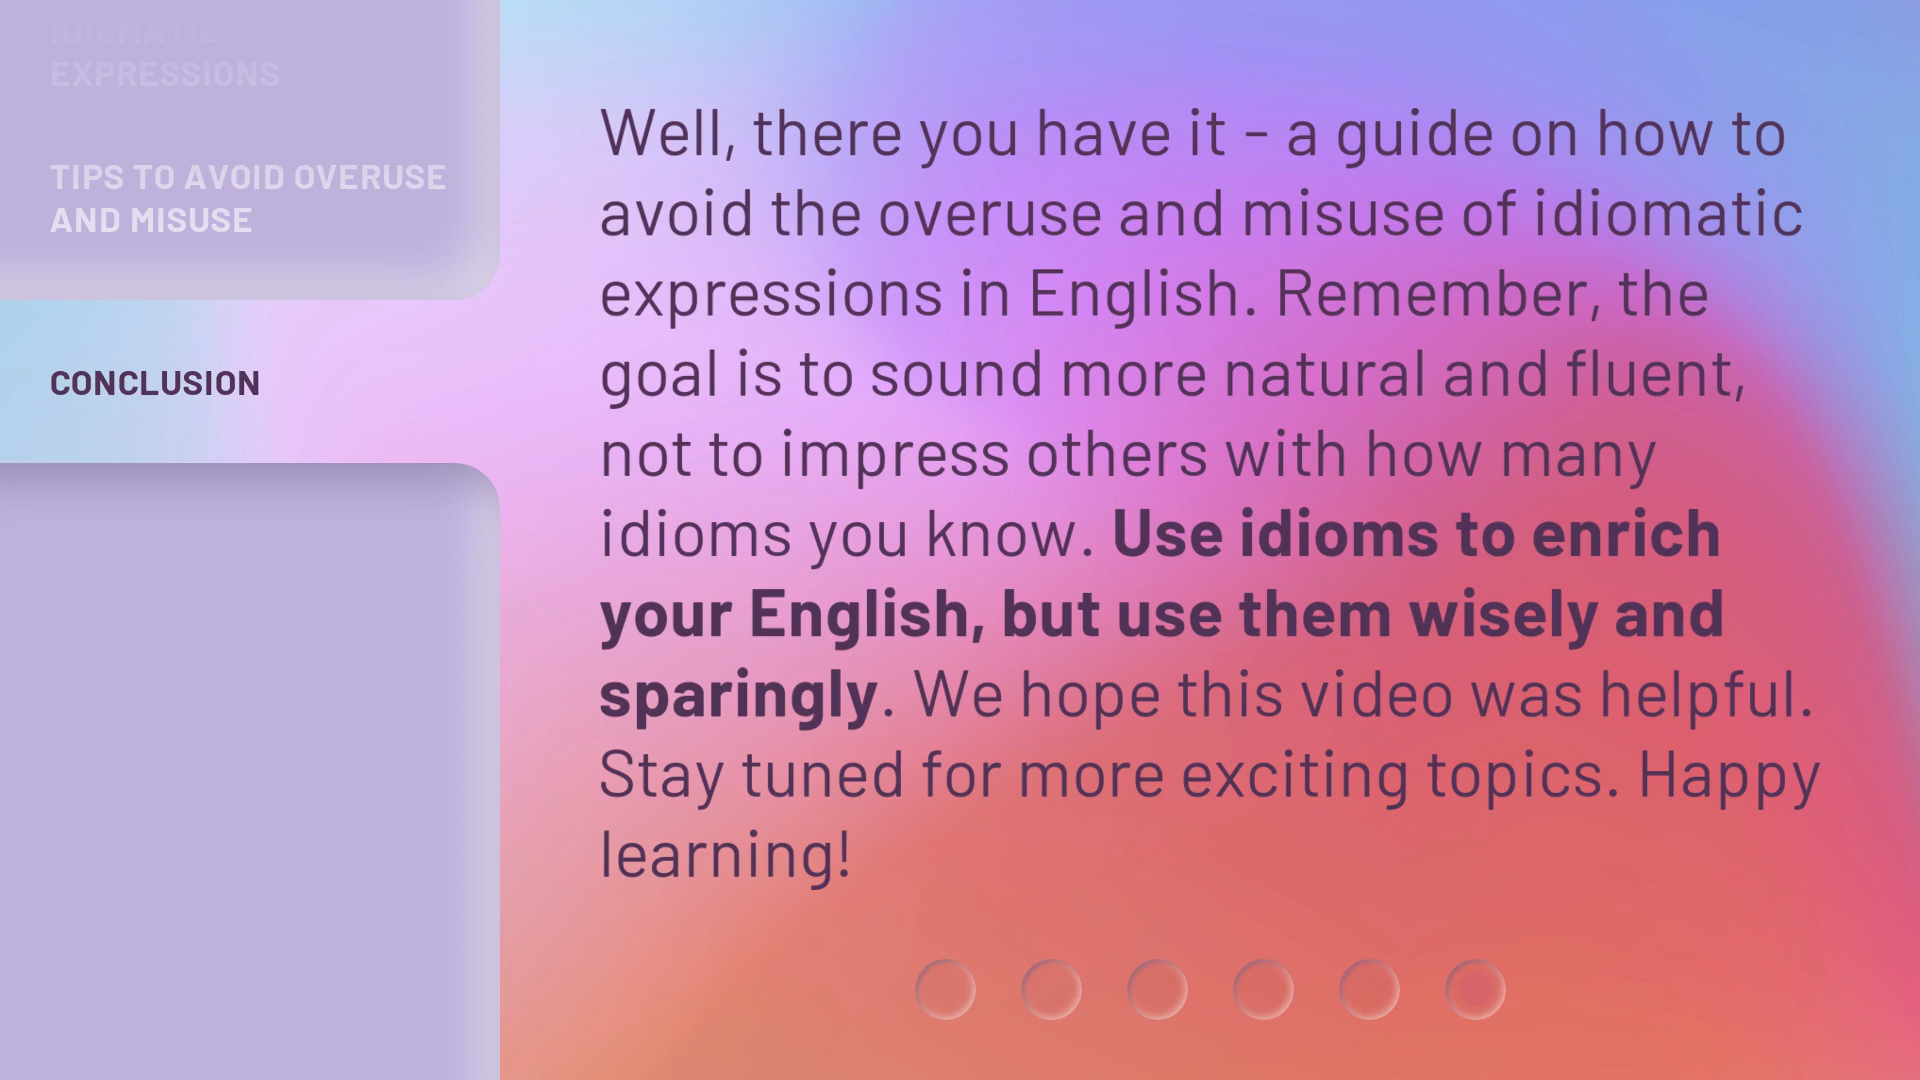 IDIOMATIC
EXPRESSIONS
TIPS TO AVOID OVERUSE
AND MISUSE
CONCLUSION
Well, there you have it - a guide on how to
avoid the overuse and misuse of idiomatic
expressions in English. Remember, the
goal is to sound more natural and fluent,
not to impress others with how many
idioms you know. Use idioms to enrich
your English, but use them wisely and
sparingly. We hope this video was helpful.
Stay tuned for more exciting topics. Happy
learning!